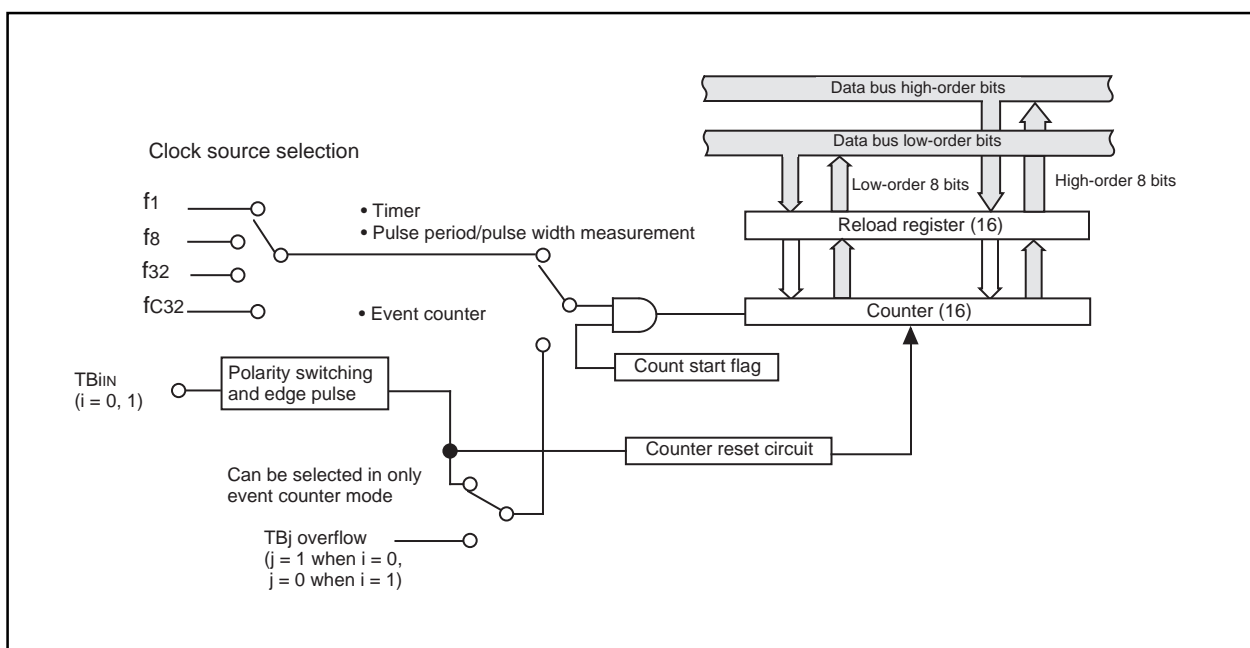 Data bus high-order bits
Data bus low-order bits
Clock source selection
Low-order 8 bits
High-order 8 bits
f1
• Timer
• Pulse period/pulse width measurement
Reload register (16)
f8
f32
fC32
• Event counter
Counter (16)
Count start flag
TBiIN
(i = 0, 1)
Polarity switching
and edge pulse
Counter reset circuit
Can be selected in only
event counter mode
TBj overflow
(j = 1 when i = 0,
j = 0 when i = 1)